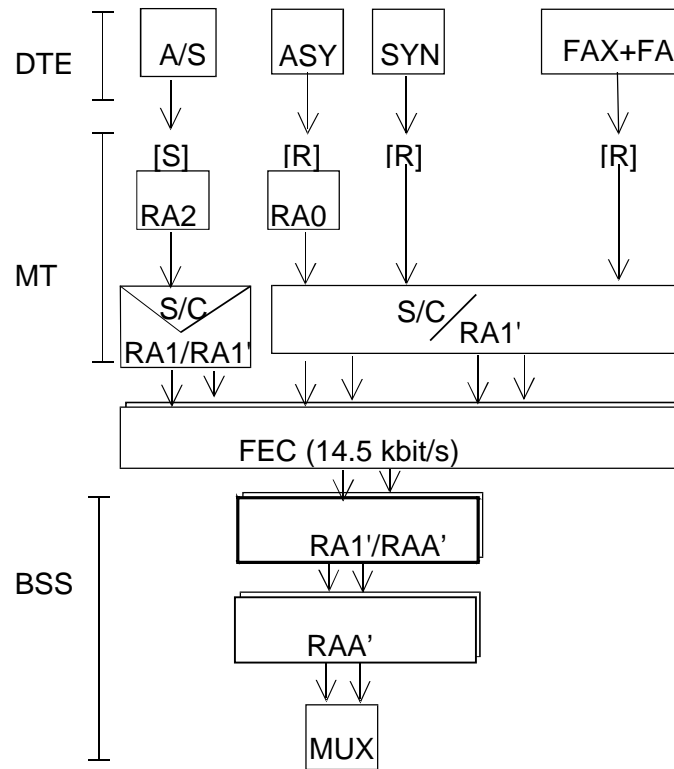 DTE
A/S
ASY
SYN
FAX+FA
[S]
[R]
[R]
[R]
RA2
RA0
MT
S/C
RA1/RA1'
S/C
RA1'
FEC (14.5 kbit/s)
RA1'/RAA’
BSS
RAA’
MUX